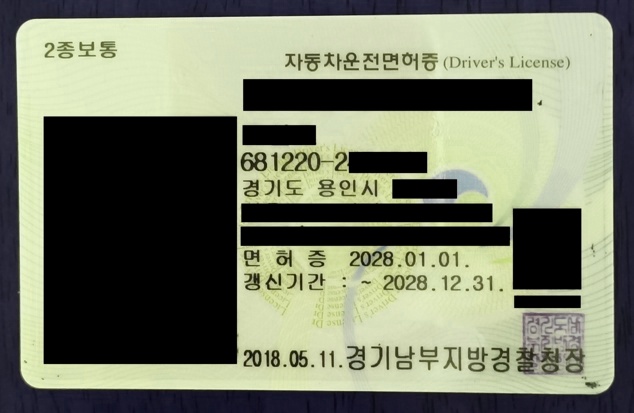 2종보통
자동차운전면허증 (Driver's License)
681220-2
경기도 용인시
면 허 증 2028.01.01.
갱신기간 : ~ 2028.12.31.
2018.05.11. 경기남부지방경찰청장